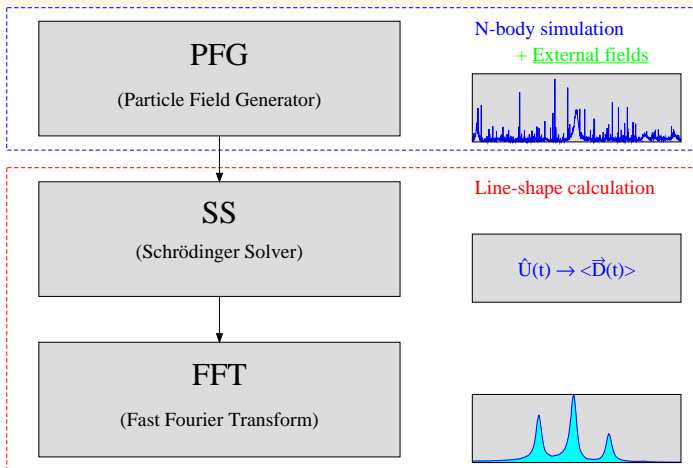 PFG
(Particle Field Generator)
N-body simulation
+ External fields
SS
(Schrödinger Solver)
Line-shape calculation
Û(t) → <D⃗(t)>
FFT
(Fast Fourier Transform)